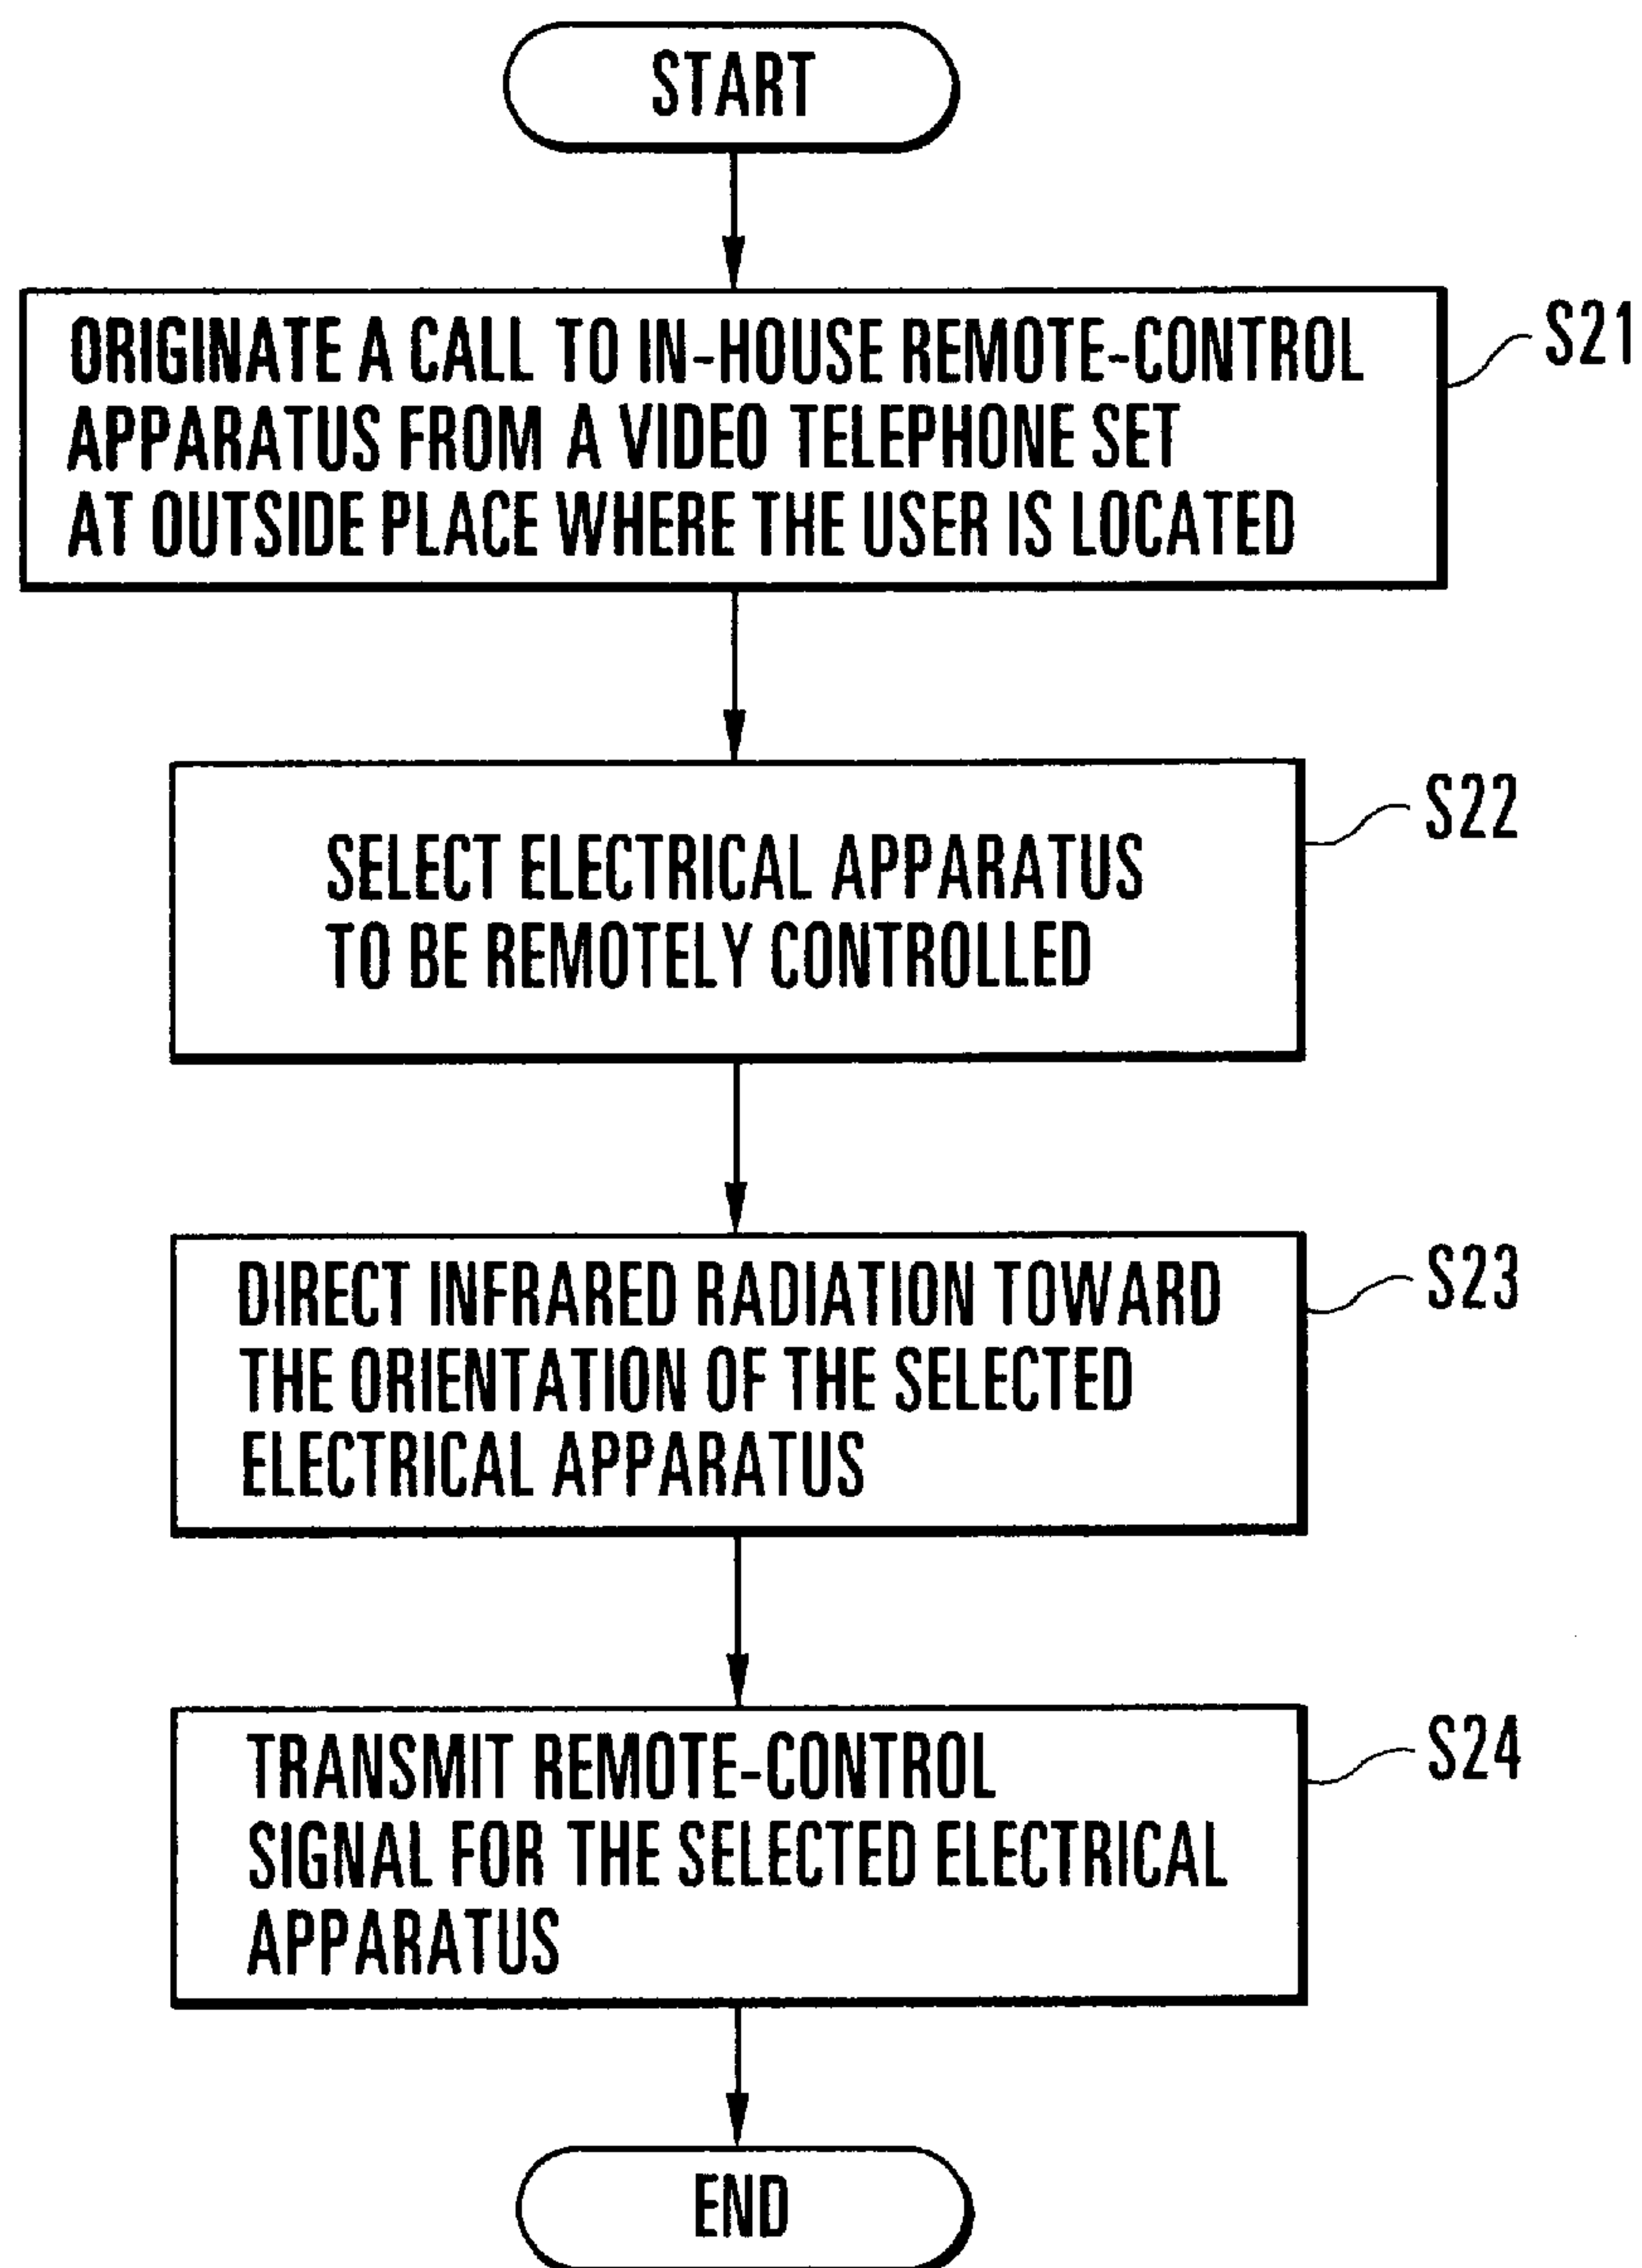 START
ORIGINATE A CALL TO IN-HOUSE REMOTE-CONTROL
APPARATUS FROM A VIDEO TELEPHONE SET
AT OUTSIDE PLACE WHERE THE USER IS LOCATED
S21
SELECT ELECTRICAL APPARATUS
TO BE REMOTELY CONTROLLED
S22
DIRECT INFRARED RADIATION TOWARD
THE ORIENTATION OF THE SELECTED
ELECTRICAL APPARATUS
S23
TRANSMIT REMOTE-CONTROL
SIGNAL FOR THE SELECTED ELECTRICAL
APPARATUS
S24
END